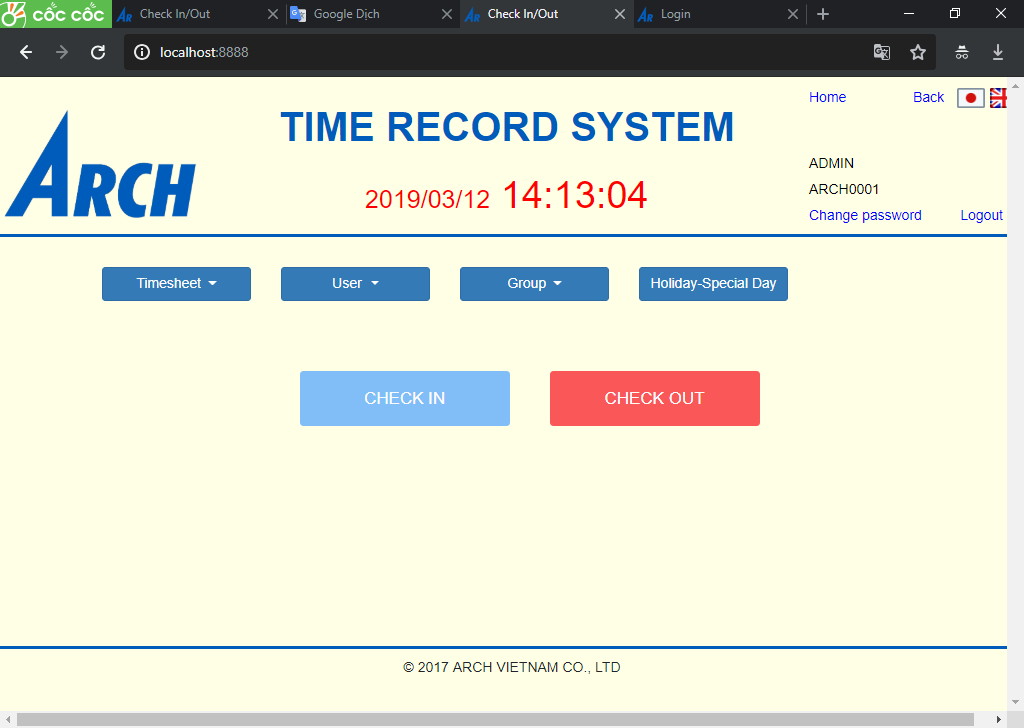 cốc cốc
Check In/Out
Google Dịch
Check In/Out
Login
localhost:8888
Home
Back
ARCH
TIME RECORD SYSTEM
2019/03/12 14:13:04
ADMIN
ARCH0001
Change password
Logout
Timesheet
User
Group
Holiday-Special Day
CHECK IN
CHECK OUT
© 2017 ARCH VIETNAM CO., LTD